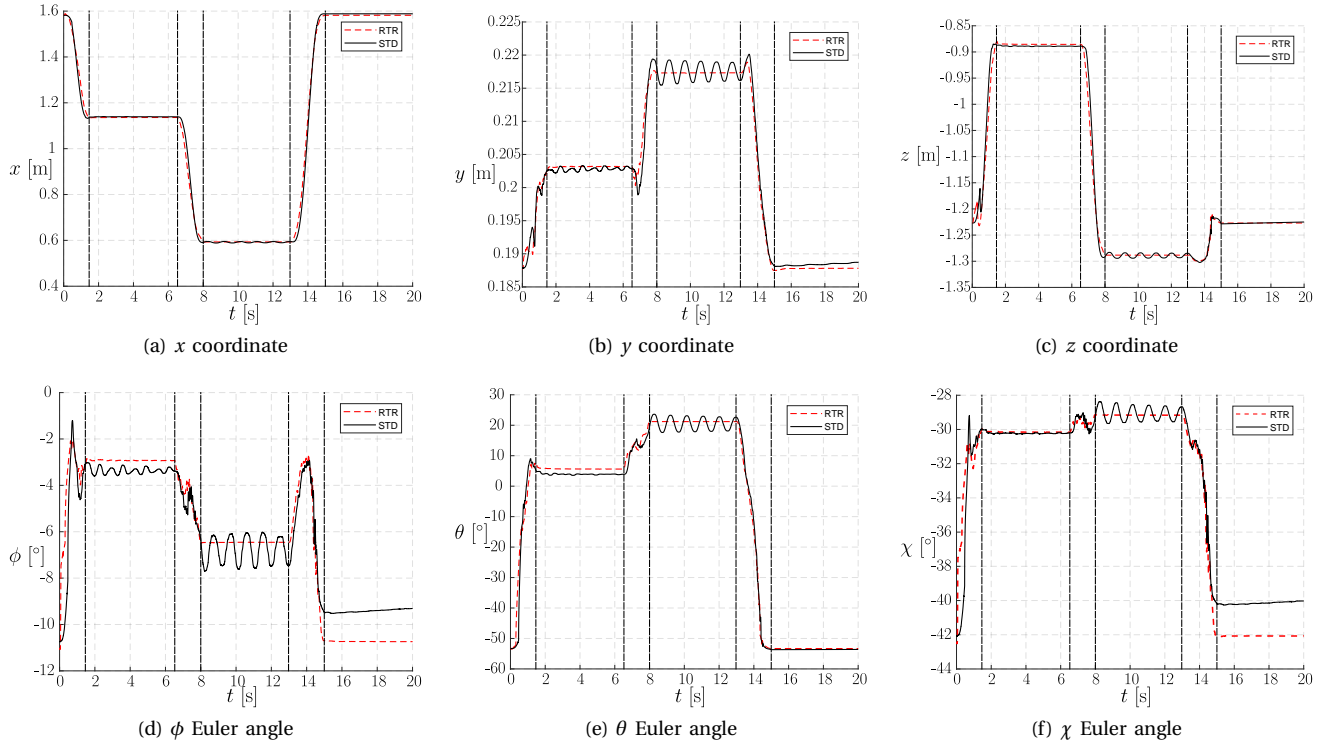 1.6
1.4
1.2
1
0.8
0.6
0.4
x [m]
0 2 4 6 8 10 12 14 16 18 20
t [s]
RTR
STD
(a) x coordinate
0.225
0.22
0.215
0.21
0.205
0.2
0.195
0.19
0.185
y [m]
0 2 4 6 8 10 12 14 16 18 20
t [s]
RTR
STD
(b) y coordinate
-0.85
-0.9
-0.95
-1
-1.05
-1.1
-1.15
-1.2
-1.25
-1.3
-1.35
z [m]
0 2 4 6 8 10 12 14 16 18 20
t [s]
RTR
STD
(c) z coordinate
0
-2
-4
-6
-8
-10
-12
ϕ [°]
0 2 4 6 8 10 12 14 16 18 20
t [s]
RTR
STD
(d) ϕ Euler angle
30
20
10
0
-10
-20
-30
-40
-50
-60
θ [°]
0 2 4 6 8 10 12 14 16 18 20
t [s]
RTR
STD
(e) θ Euler angle
-28
-30
-32
-34
-36
-38
-40
-42
-44
χ [°]
0 2 4 6 8 10 12 14 16 18 20
t [s]
RTR
STD
(f) χ Euler angle